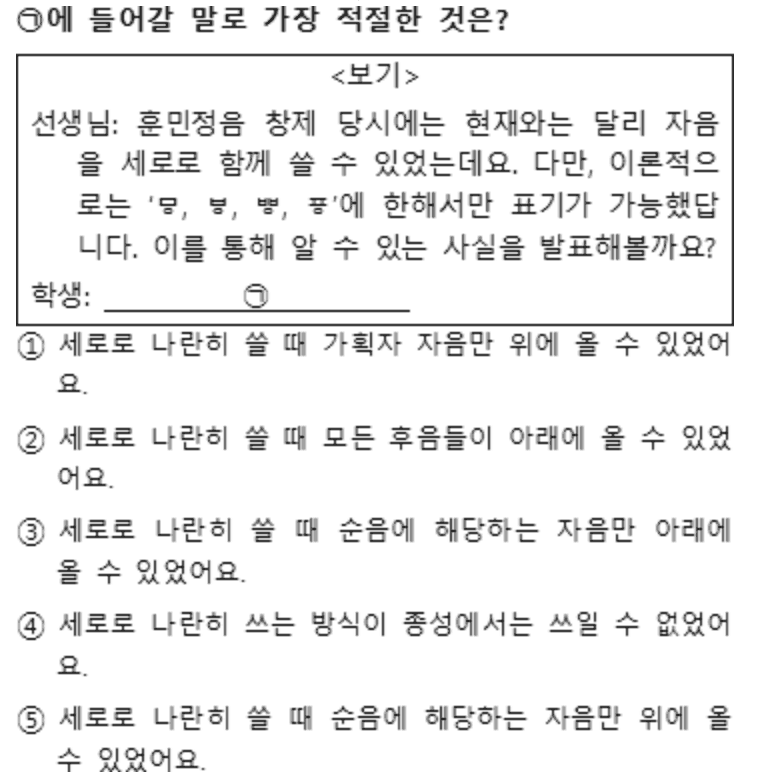 ㉠에 들어갈 말로 가장 적절한 것은?
<보기>
선생님: 훈민정음 창제 당시에는 현재와는 달리 자음
을 세로로 함께 쓸 수 있었는데요. 다만, 이론적으
로는 'ㅱ, ㅸ, ㅹ, ㆄ'에 한해서만 표기가 가능했답
니다. 이를 통해 알 수 있는 사실을 발표해볼까요?
학생: ㉠
① 세로로 나란히 쓸 때 가획자 자음만 위에 올 수 있었어
요.
② 세로로 나란히 쓸 때 모든 후음들이 아래에 올 수 있었
어요.
③ 세로로 나란히 쓸 때 순음에 해당하는 자음만 아래에
올 수 있었어요.
④ 세로로 나란히 쓰는 방식이 종성에서는 쓰일 수 없었어
요.
⑤ 세로로 나란히 쓸 때 순음에 해당하는 자음만 위에 올
수 있었어요.